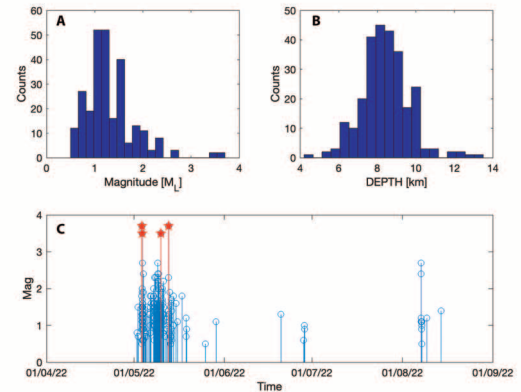 A
60
50
40
30
20
10
0
Counts
0 1 2 3 4
Magnitude [M_L]
B
50
40
30
20
10
0
Counts
4 6 8 10 12 14
DEPTH [km]
C
4
3
2
1
0
Mag
01/04/22 01/05/22 01/06/22 01/07/22 01/08/22 01/09/22
Time